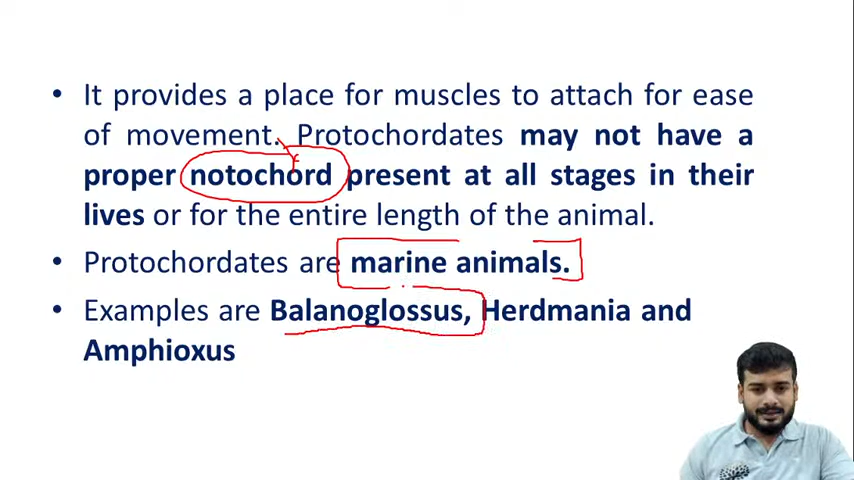 • It provides a place for muscles to attach for ease
of movement. Protochordates may not have a
proper notochord present at all stages in their
lives or for the entire length of the animal.
• Protochordates are marine animals.
• Examples are Balanoglossus, Herdmania and
Amphioxus